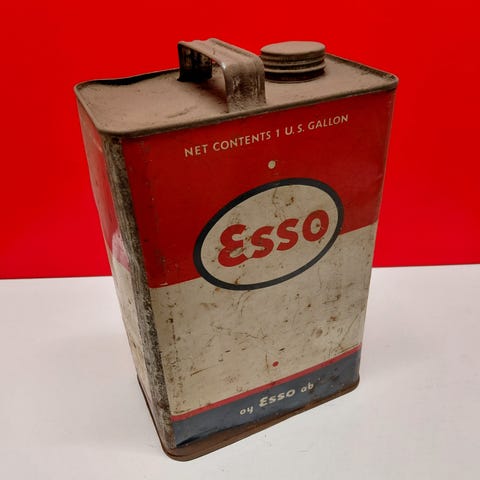 NET CONTENTS 1 U.S. GALLON
Esso
oy Esso ab